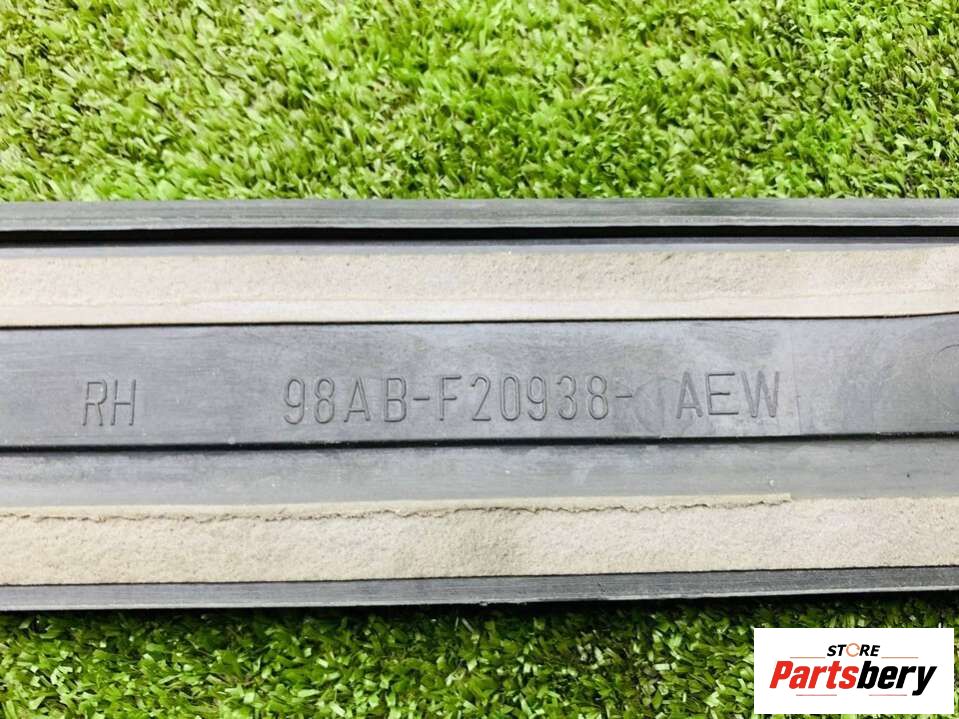 RH 98AB-F20938- AEW
STORE
Partsbery